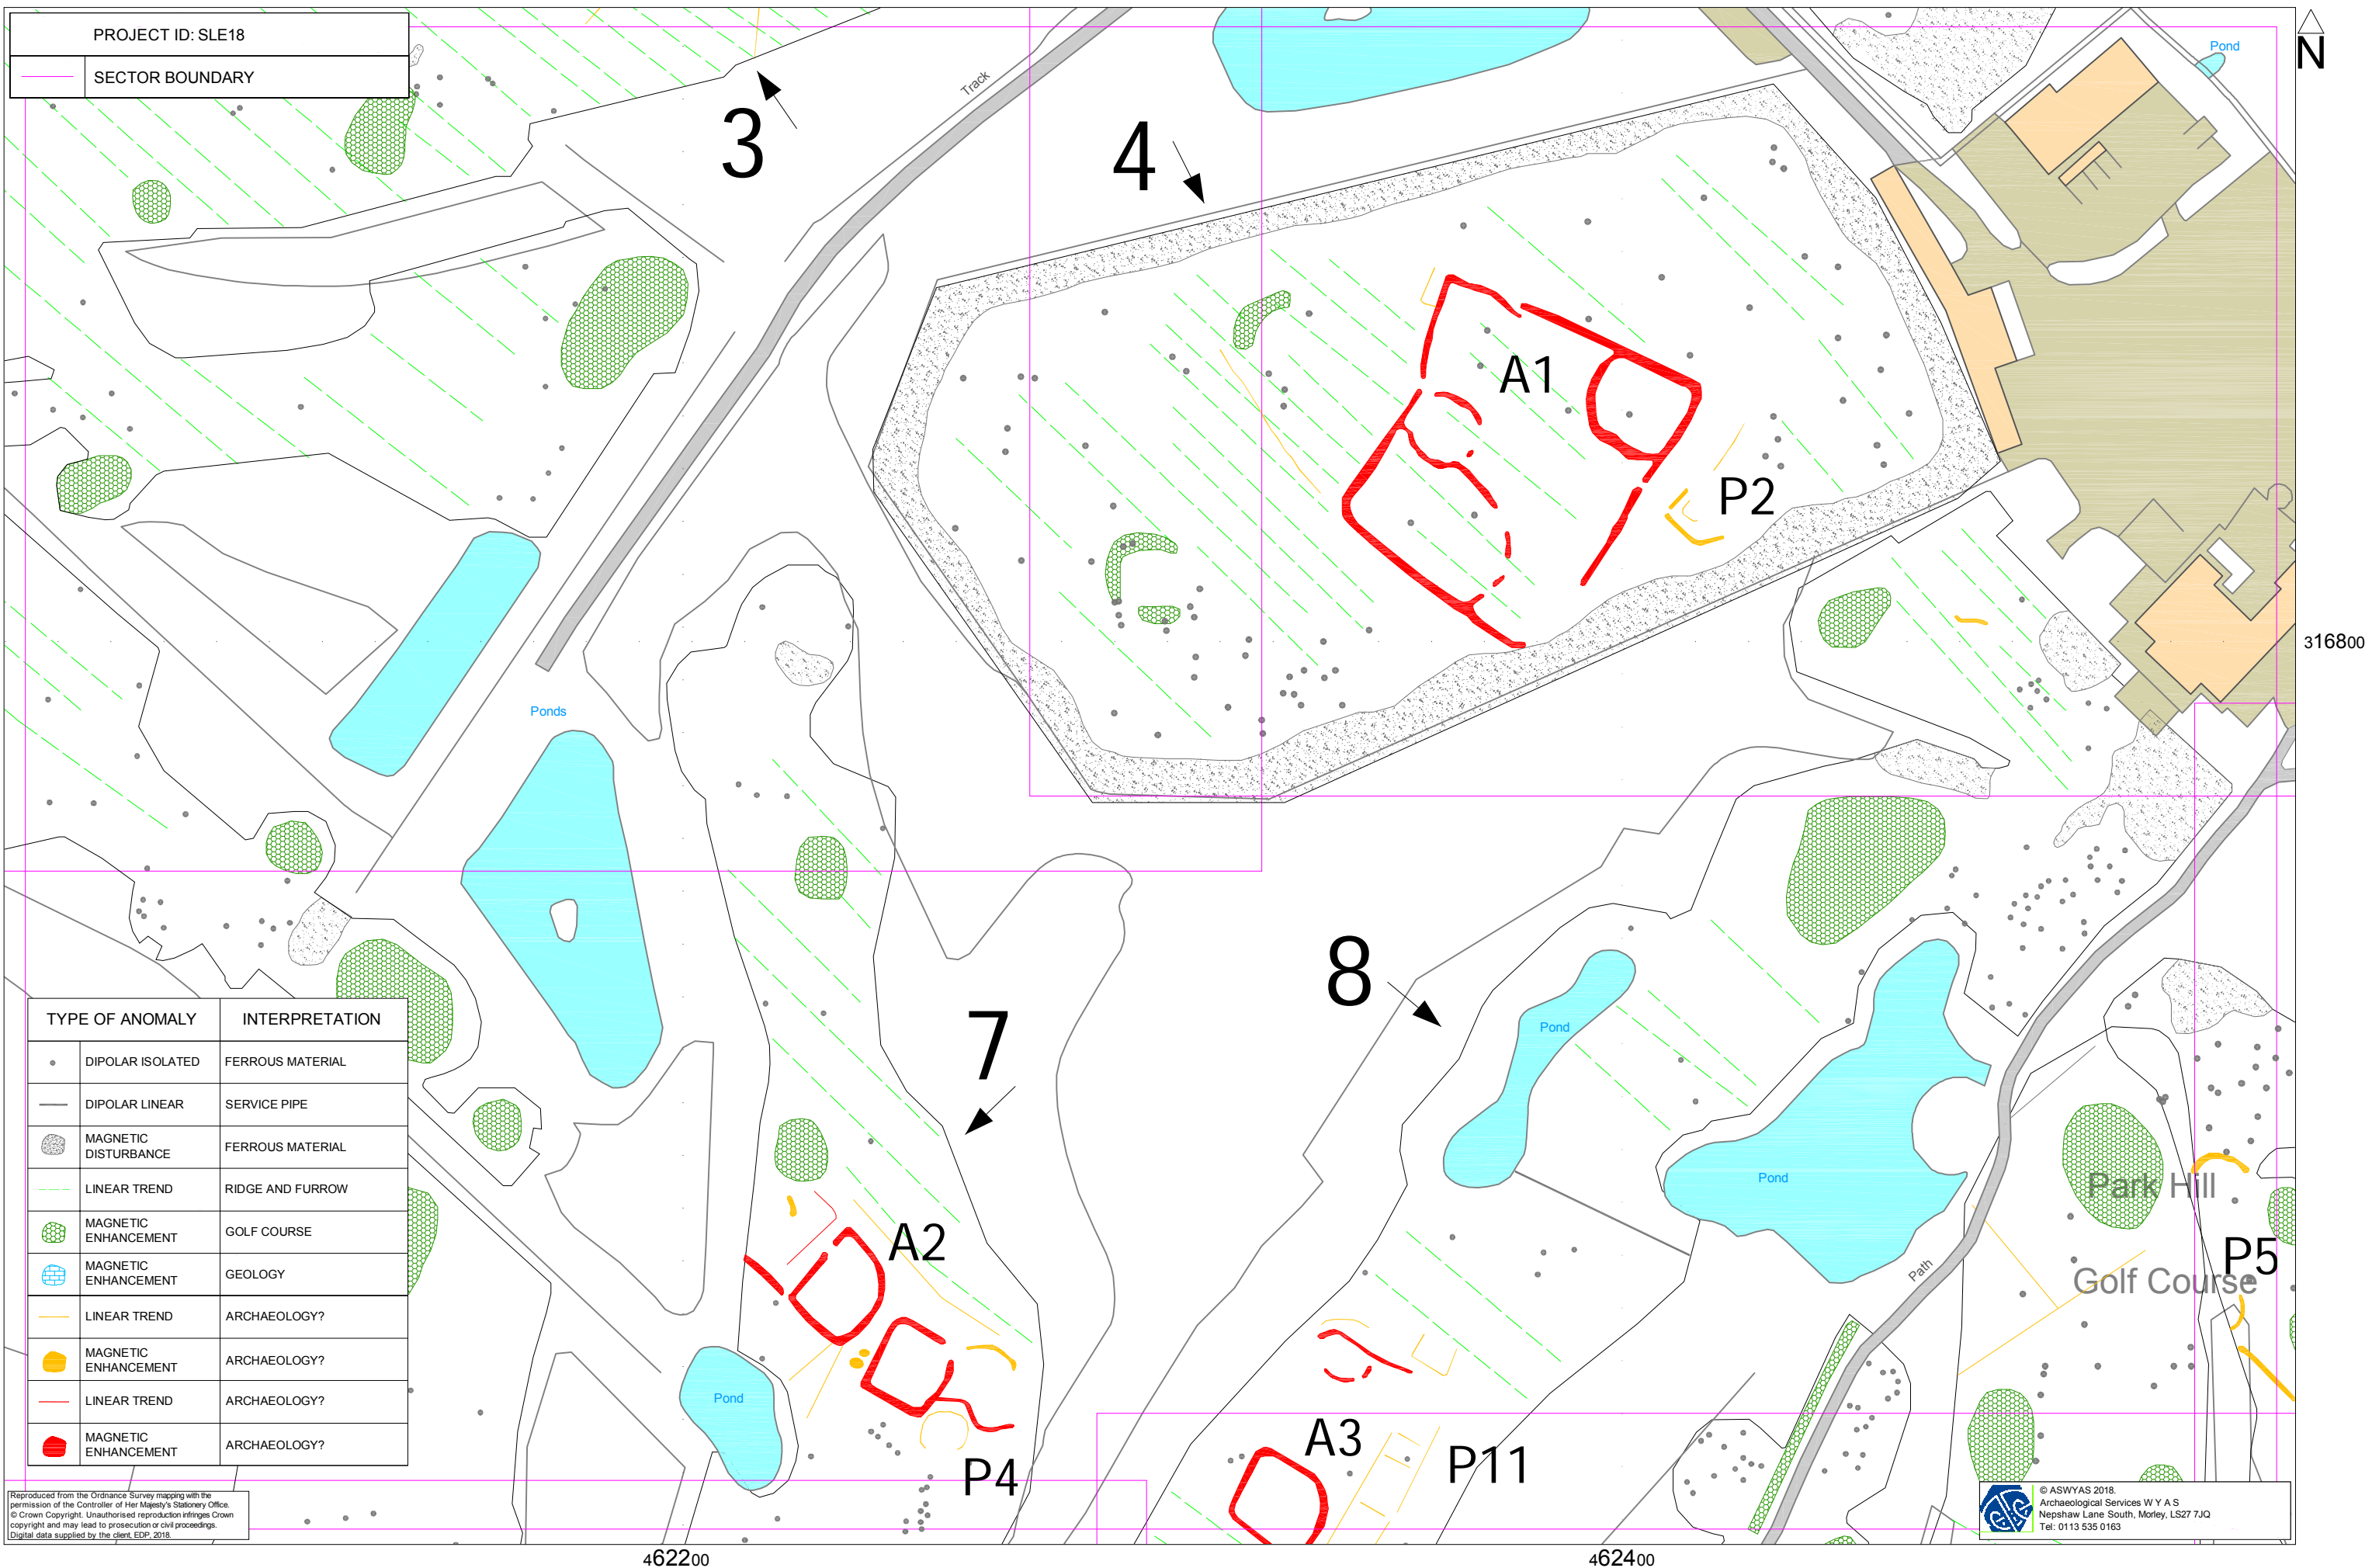 PROJECT ID: SLE18
SECTOR BOUNDARY
N
Pond
Track
3
4
A1
P2
316800
Ponds
8
7
Pond
Pond
A2
Park Hill
P5
Golf Course
Path
Pond
A3
P11
P4
TYPE OF ANOMALY INTERPRETATION
DIPOLAR ISOLATED FERROUS MATERIAL
DIPOLAR LINEAR SERVICE PIPE
MAGNETIC
DISTURBANCE FERROUS MATERIAL
LINEAR TREND RIDGE AND FURROW
MAGNETIC
ENHANCEMENT GOLF COURSE
MAGNETIC
ENHANCEMENT GEOLOGY
LINEAR TREND ARCHAEOLOGY?
MAGNETIC
ENHANCEMENT ARCHAEOLOGY?
LINEAR TREND ARCHAEOLOGY?
MAGNETIC
ENHANCEMENT ARCHAEOLOGY?
Reproduced from the Ordnance Survey mapping with the
permission of the Controller of Her Majesty's Stationery Office.
© Crown Copyright. Unauthorised reproduction infringes Crown
copyright and may lead to prosecution or civil proceedings.
Digital data supplied by the client, EDP, 2018.
© ASWYAS 2018.
Archaeological Services W Y A S
Nepshaw Lane South, Morley, LS27 7JQ
Tel: 0113 535 0163
462200
462400